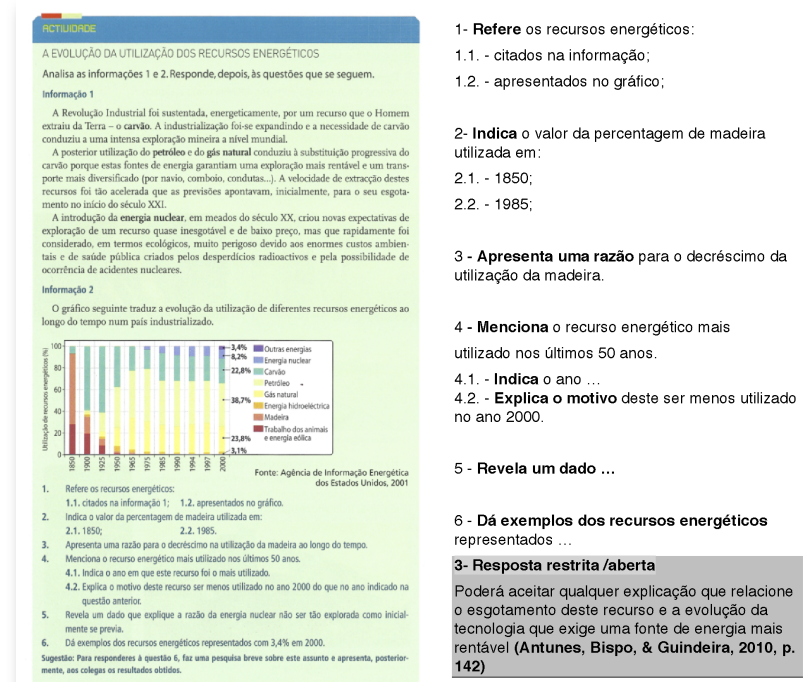 ACTIVIDADE
A EVOLUÇÃO DA UTILIZAÇÃO DOS RECURSOS ENERGÉTICOS
Analisa as informações 1 e 2. Responde, depois, às questões que se seguem.
Informação 1
A Revolução Industrial foi sustentada, energeticamente, por um recurso que o Homem
extraiu da Terra – o carvão. A industrialização foi-se expandindo e a necessidade de carvão
conduziu a uma intensa exploração mineira a nível mundial.
A posterior utilização do petróleo e do gás natural conduziu à substituição progressiva do
carvão porque estas fontes de energia garantiam uma exploração mais rentável e um trans-
porte mais diversificado (por navio, comboio, condutas...). A velocidade de extracção destes
recursos foi tão acelerada que as previsões apontavam, inicialmente, para o seu esgota-
mento no início do século XXI.
A introdução da energia nuclear, em meados do século XX, criou novas expectativas de
exploração de um recurso quase inesgotável e de baixo preço, mas que rapidamente foi
considerado, em termos ecológicos, muito perigoso devido aos enormes custos ambien-
tais e de saúde pública criados pelos desperdícios radioactivos e pela possibilidade de
ocorrência de acidentes nucleares.
Informação 2
O gráfico seguinte traduz a evolução da utilização de diferentes recursos energéticos ao
longo do tempo num país industrializado.
Utilização de recursos energéticos (%)
100
80
60
40
20
0
1850
1900
1925
1950
1965
1975
1985
1990
1994
1997
2000
3,4%
8,2%
22,8%
38,7%
23,8%
3,1%
Outras energias
Energia nuclear
Carvão
Petróleo
Gás natural
Energia hidroeléctrica
Madeira
Trabalho dos animais
e energia eólica
Fonte: Agência de Informação Energética
dos Estados Unidos, 2001
1. Refere os recursos energéticos:
1.1. citados na informação 1; 1.2. apresentados no gráfico.
2. Indica o valor da percentagem de madeira utilizada em:
2.1. 1850; 2.2. 1985.
3. Apresenta uma razão para o decréscimo na utilização da madeira ao longo do tempo.
4. Menciona o recurso energético mais utilizado nos últimos 50 anos.
4.1. Indica o ano em que este recurso foi o mais utilizado.
4.2. Explica o motivo deste recurso ser menos utilizado no ano 2000 do que no ano indicado na
questão anterior.
5. Revela um dado que explique a razão da energia nuclear não ser tão explorada como inicial-
mente se previa.
6. Dá exemplos dos recursos energéticos representados com 3,4% em 2000.
Sugestão: Para responderes à questão 6, faz uma pesquisa breve sobre este assunto e apresenta, posterior-
mente, aos colegas os resultados obtidos.
1- Refere os recursos energéticos:
1.1. - citados na informação;
1.2. - apresentados no gráfico;
2- Indica o valor da percentagem de madeira
utilizada em:
2.1. - 1850;
2.2. - 1985;
3 - Apresenta uma razão para o decréscimo da
utilização da madeira.
4 - Menciona o recurso energético mais
utilizado nos últimos 50 anos.
4.1. - Indica o ano …
4.2. - Explica o motivo deste ser menos utilizado
no ano 2000.
5 - Revela um dado …
6 - Dá exemplos dos recursos energéticos
representados …
3- Resposta restrita /aberta
Poderá aceitar qualquer explicação que relacione
o esgotamento deste recurso e a evolução da
tecnologia que exige uma fonte de energia mais
rentável (Antunes, Bispo, & Guindeira, 2010, p.
142)